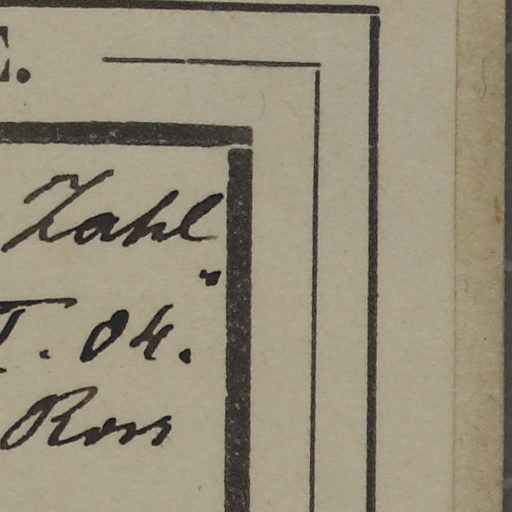 E.
Zahl
"
I. 04.
Ross